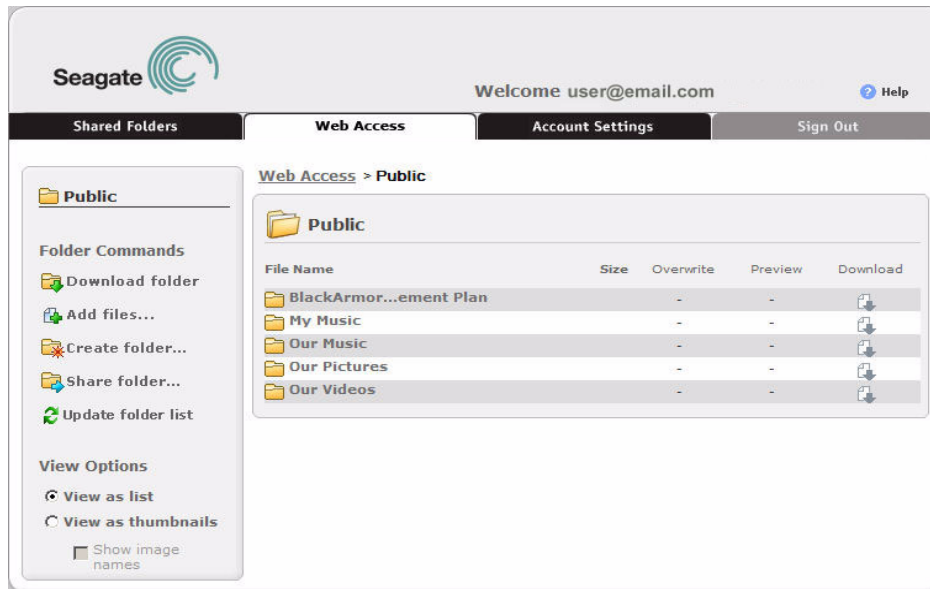 Seagate
Welcome user@email.com
? Help
Shared Folders
Web Access
Account Settings
Sign Out
Public
Folder Commands
Download folder
Add files...
Create folder...
Share folder...
Update folder list
View Options
View as list
View as thumbnails
Show image
names
Web Access > Public
Public
File Name Size Overwrite Preview Download
BlackArmor...ement Plan - -
My Music - -
Our Music - -
Our Pictures - -
Our Videos - -